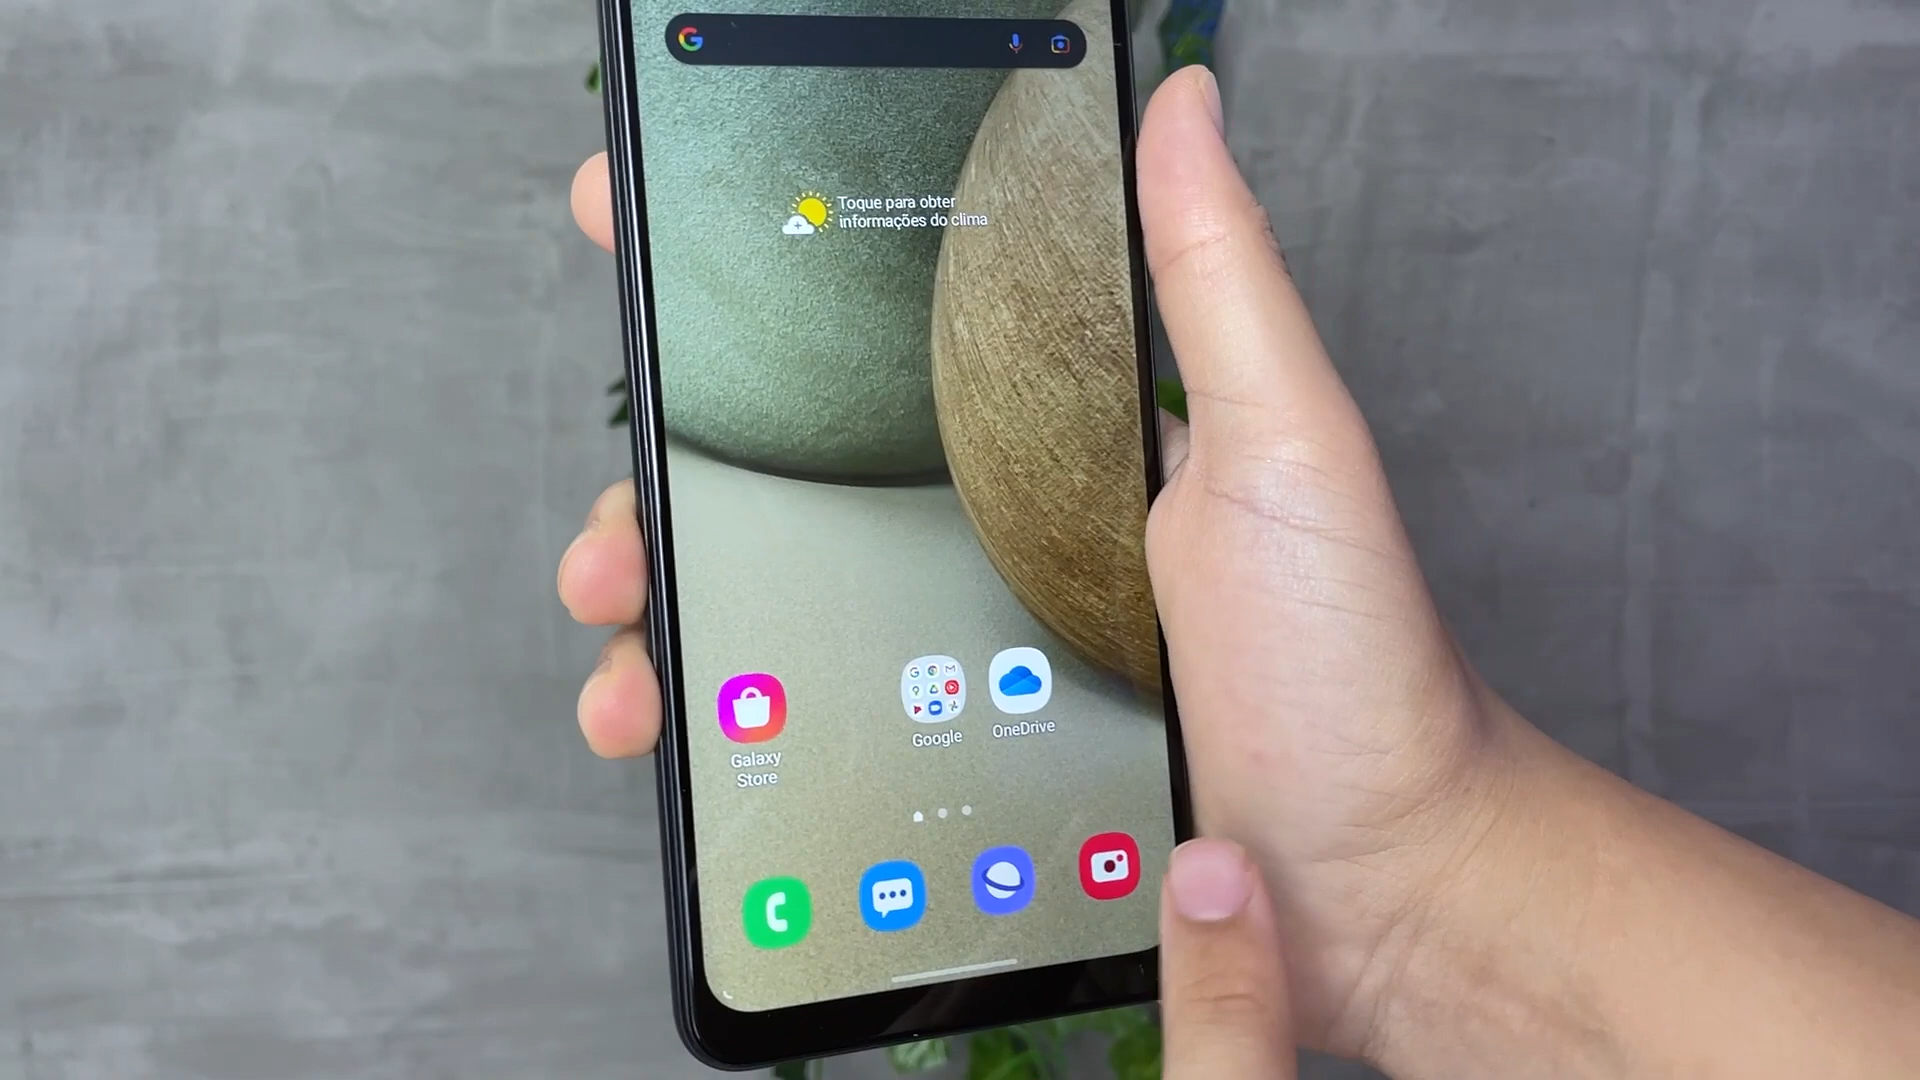 Toque para obter
informações do clima
Galaxy
Store
Google
OneDrive